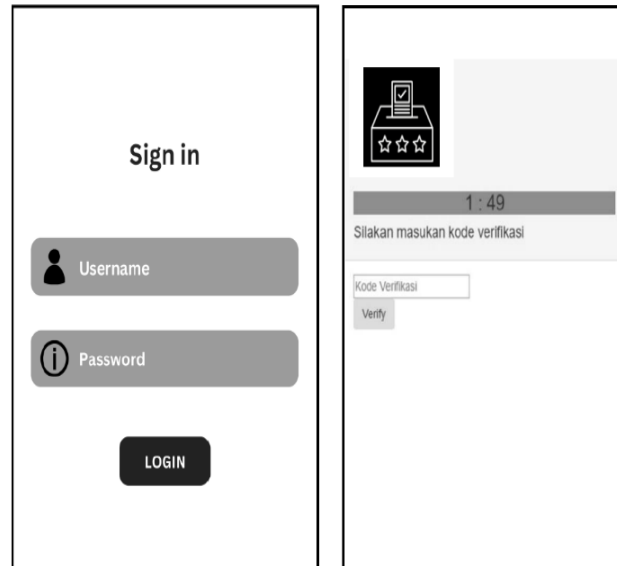 Sign in
Username
Password
LOGIN
1 : 49
Silakan masukan kode verifikasi
Kode Verifikasi
Verify